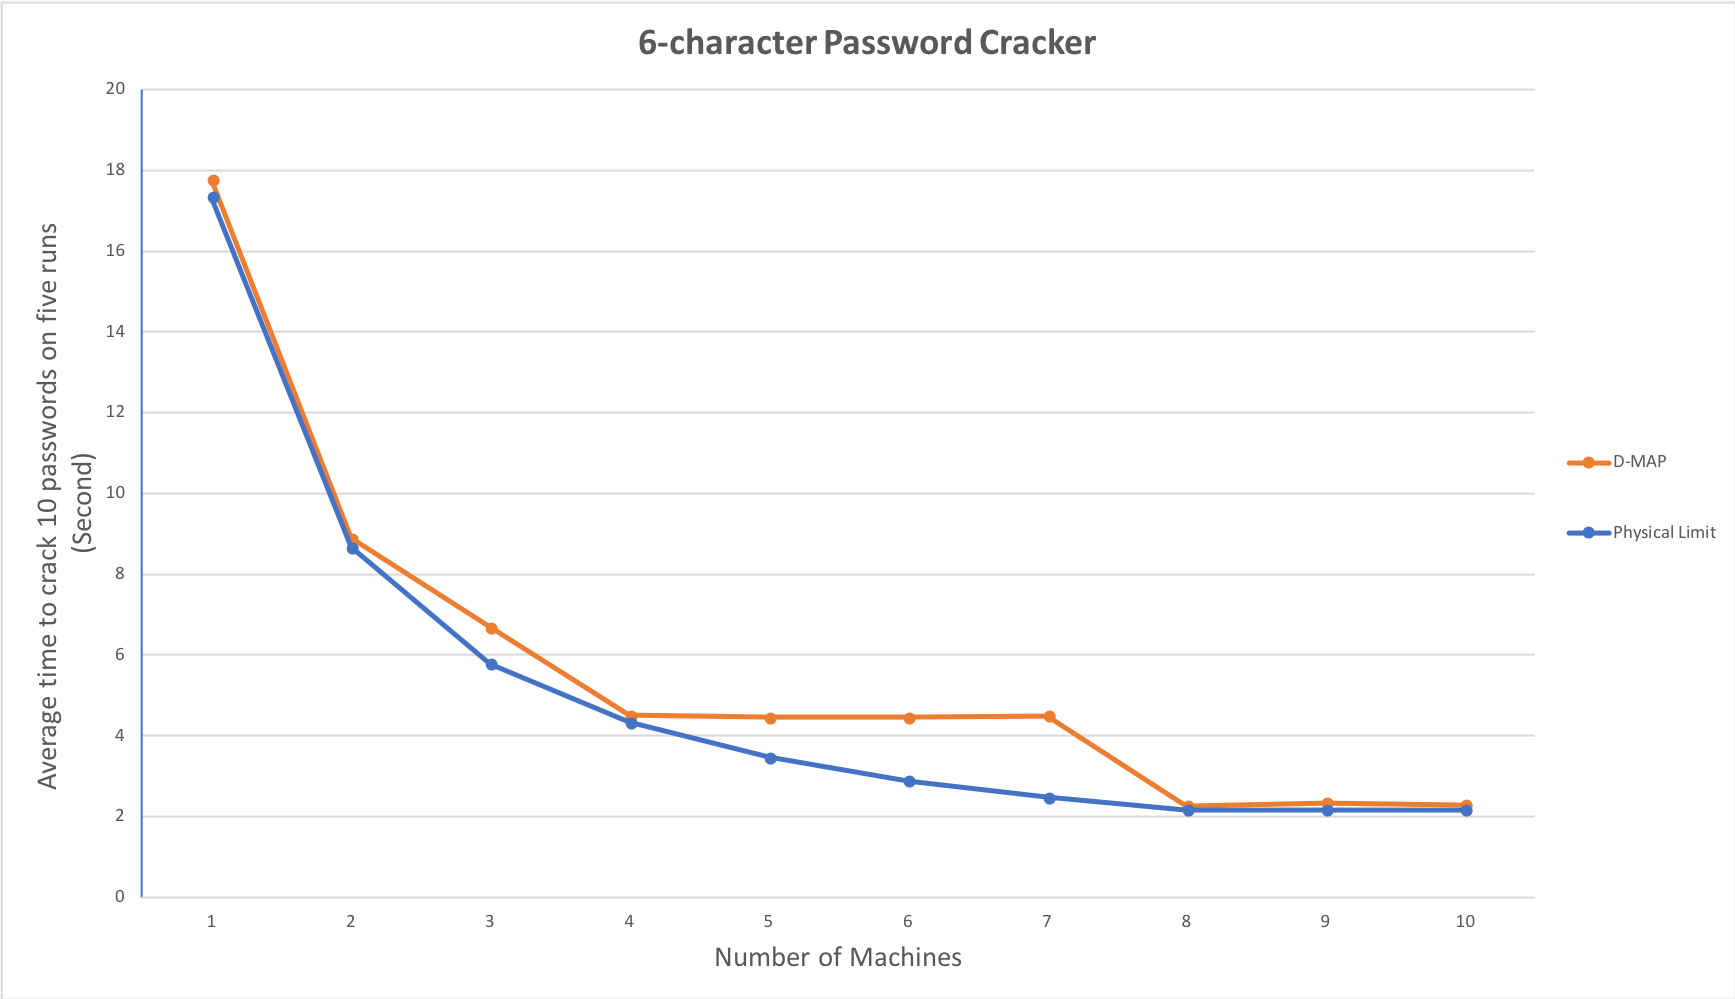 6-character Password Cracker
Average time to crack 10 passwords on five runs
(Second)
20
18
16
14
12
10
8
6
4
2
0
1 2 3 4 5 6 7 8 9 10
Number of Machines
D-MAP
Physical Limit